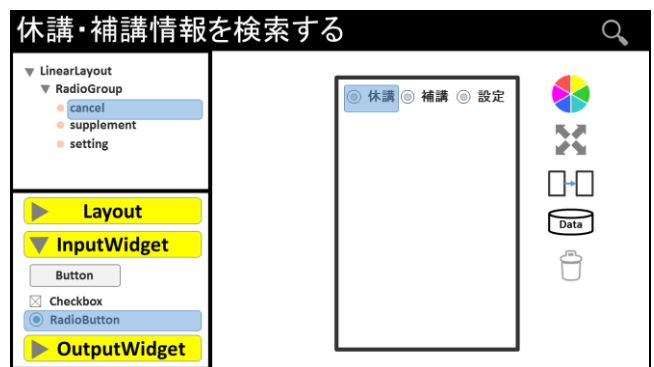 休講・補講情報を検索する
LinearLayout
RadioGroup
cancel
supplement
setting
Layout
InputWidget
Button
Checkbox
RadioButton
OutputWidget
休講 補講 設定
Data